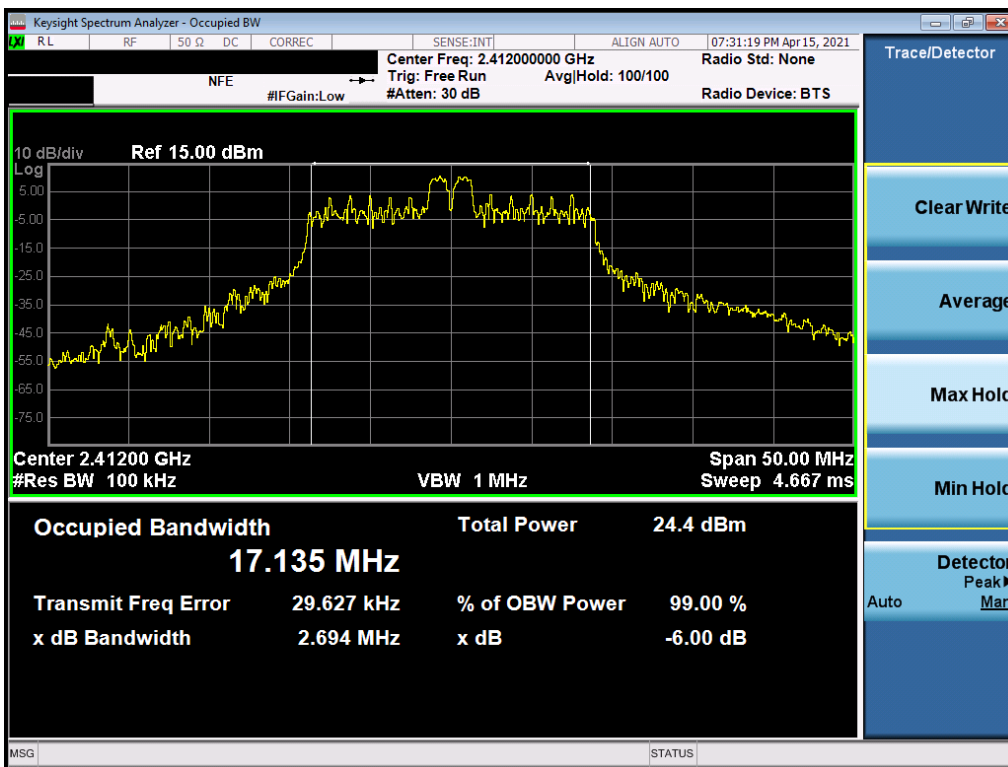 Keysight Spectrum Analyzer - Occupied BW
LXI RL RF 50 Ω DC CORREC SENSE:INT ALIGN AUTO 07:31:19 PM Apr 15, 2021
Center Freq: 2.412000000 GHz Radio Std: None
NFE Trig: Free Run Avg|Hold: 100/100
#IFGain:Low #Atten: 30 dB Radio Device: BTS
10 dB/div Ref 15.00 dBm
Log
5.00
-5.00
-15.0
-25.0
-35.0
-45.0
-55.0
-65.0
-75.0
Center 2.41200 GHz Span 50.00 MHz
#Res BW 100 kHz VBW 1 MHz Sweep 4.667 ms
Occupied Bandwidth Total Power 24.4 dBm
17.135 MHz
Transmit Freq Error 29.627 kHz % of OBW Power 99.00 %
x dB Bandwidth 2.694 MHz x dB -6.00 dB
MSG STATUS
Trace/Detector
Clear Write
Average
Max Hold
Min Hold
Detector
Peak
Auto Man